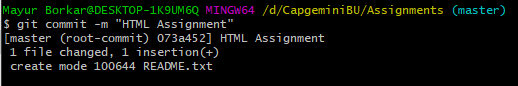 Mayur Borkar@DESKTOP-1K9UM6Q MINGW64 /d/CapgeminiBU/Assignments (master)
$ git commit -m "HTML Assignment"
[master (root-commit) 073a452] HTML Assignment
 1 file changed, 1 insertion(+)
 create mode 100644 README.txt